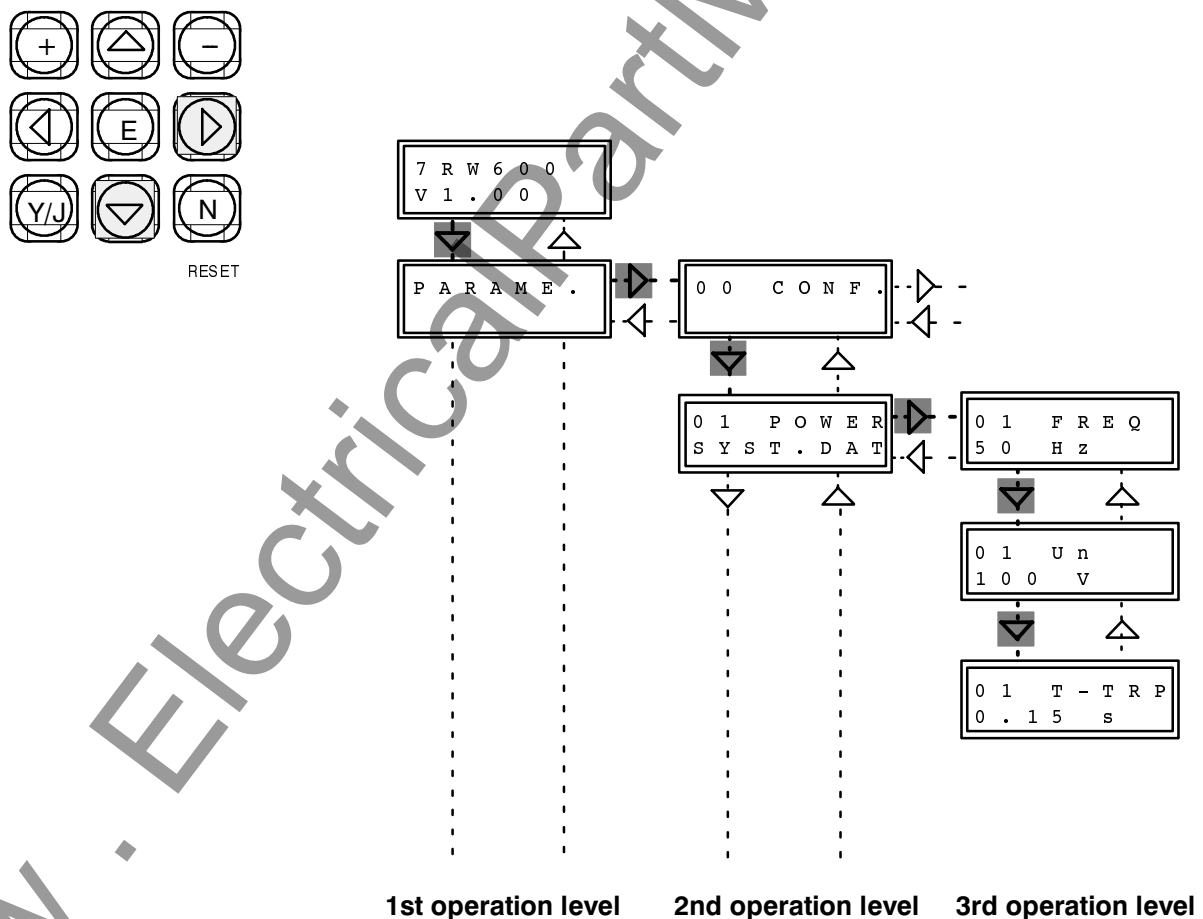 + -
E
Y/J N
RESET
7RW600
V1.00
PARAME.
00 CONF.
01 POWER
SYST.DAT
01 FREQ
50 Hz
01 Un
100 V
01 T-TRP
0.15 s
1st operation level 2nd operation level 3rd operation level
. ElectricalPart